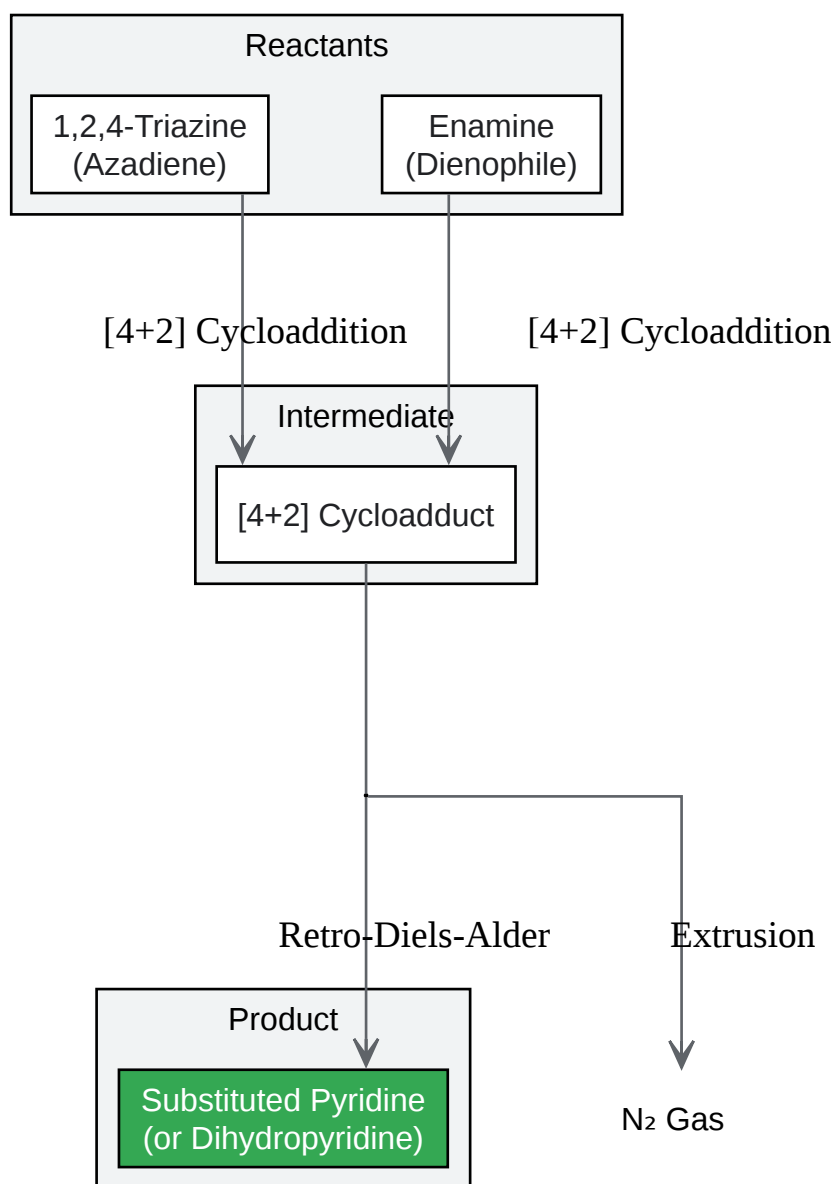 Reactants
1,2,4-Triazine
(Azadiene)
Enamine
(Dienophile)
[4+2] Cycloaddition
[4+2] Cycloaddition
Intermediate
[4+2] Cycloadduct
Retro-Diels-Alder
Extrusion
Product
Substituted Pyridine
(or Dihydropyridine)
N₂ Gas